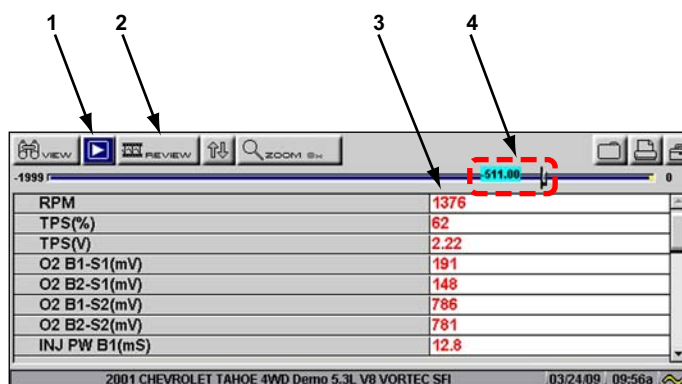 1 2 3 4
VIEW REVIEW ZOOM 8x
-1999 -511.00 0
RPM 1376
TPS(%) 62
TPS(V) 2.22
O2 B1-S1(mV) 191
O2 B2-S1(mV) 148
O2 B1-S2(mV) 786
O2 B2-S2(mV) 781
INJ PW B1(mS) 12.8
2001 CHEVROLET TAHOE 4WD Demo 5.3L V8 VORTEC SFI 03/24/09 09:56a